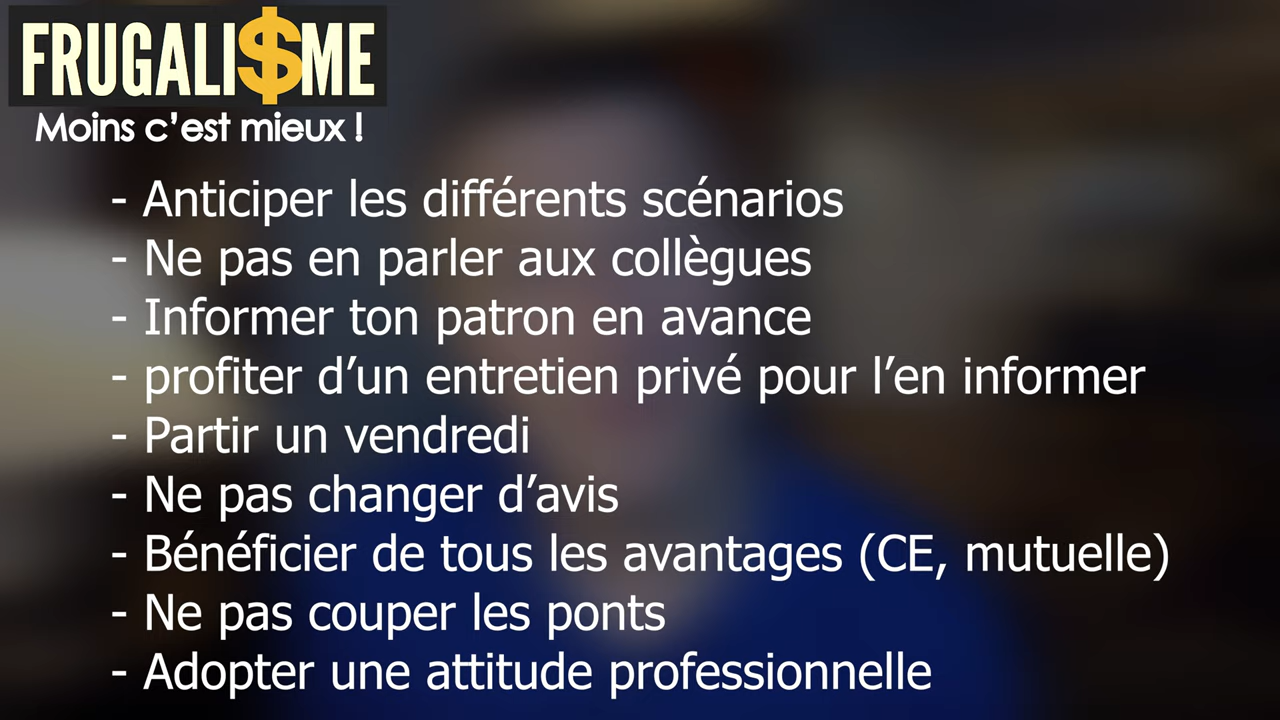 FRUGALI$ME
Moins c'est mieux !
- Anticiper les différents scénarios
- Ne pas en parler aux collègues
- Informer ton patron en avance
- profiter d’un entretien privé pour l’en informer
- Partir un vendredi
- Ne pas changer d’avis
- Bénéficier de tous les avantages (CE, mutuelle)
- Ne pas couper les ponts
- Adopter une attitude professionnelle